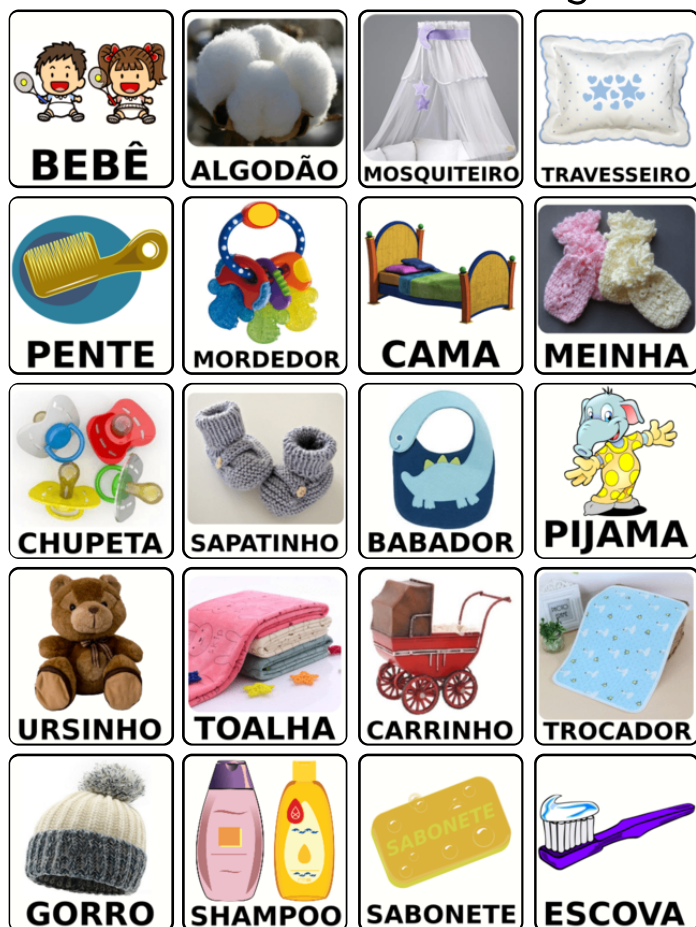 BEBÊ
ALGODÃO
MOSQUITEIRO
TRAVESSEIRO
PENTE
MORDEDOR
CAMA
MEINHA
CHUPETA
SAPATINHO
BABADOR
PIJAMA
URSINHO
TOALHA
CARRINHO
TROCADOR
GORRO
SHAMPOO
SABONETE
SABONETE
ESCOVA